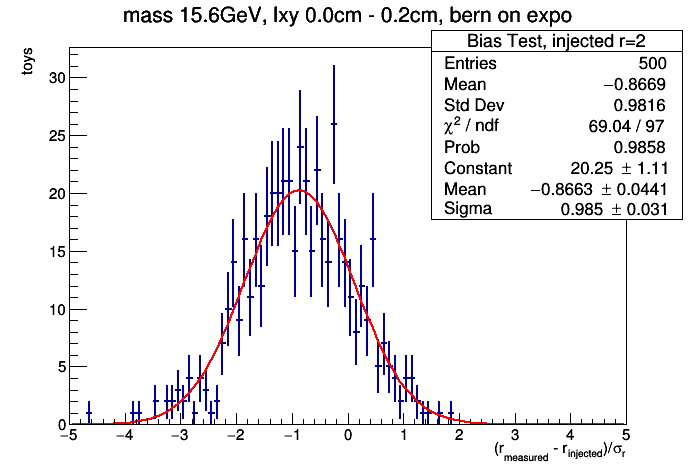 mass 15.6GeV, lxy 0.0cm - 0.2cm, bern on expo
Bias Test, injected r=2
Entries 500
Mean −0.8669
Std Dev 0.9816
χ² / ndf 69.04 / 97
Prob 0.9858
Constant 20.25 ± 1.11
Mean −0.8663 ± 0.0441
Sigma 0.985 ± 0.031
toys
30
25
20
15
10
5
0
−5 −4 −3 −2 −1 0 1 2 3 4 5
(r_measured - r_injected)/σ_r